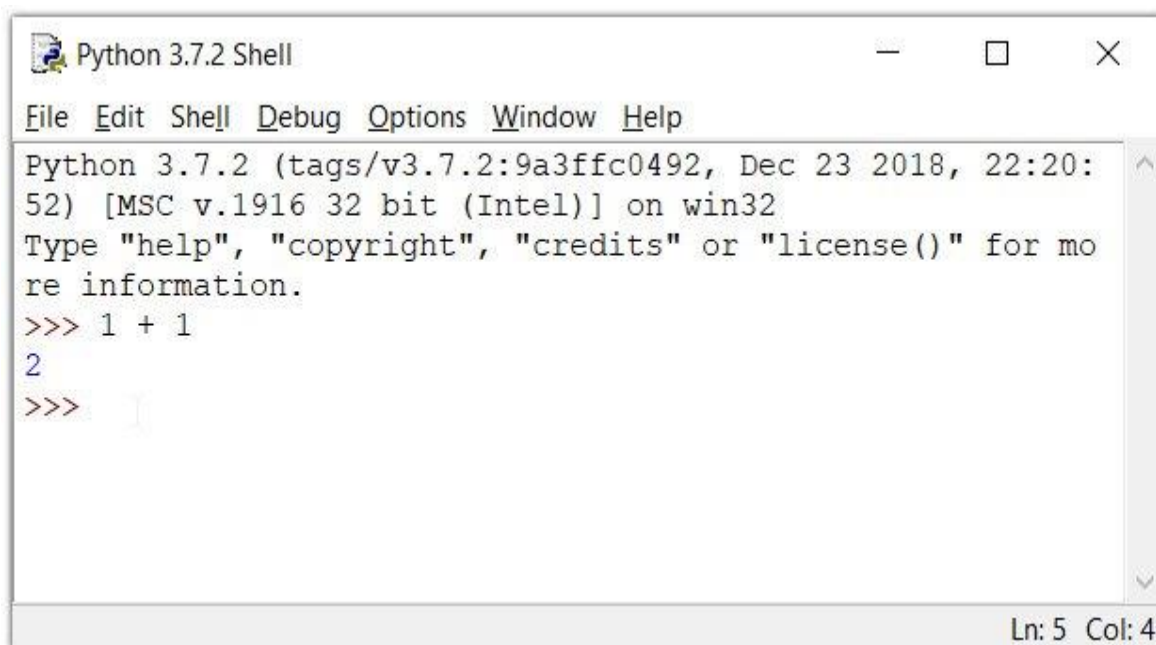 Python 3.7.2 Shell
File Edit Shell Debug Options Window Help
Python 3.7.2 (tags/v3.7.2:9a3ffc0492, Dec 23 2018, 22:20:
52) [MSC v.1916 32 bit (Intel)] on win32
Type "help", "copyright", "credits" or "license()" for mo
re information.
>>> 1 + 1
2
>>>
Ln: 5 Col: 4